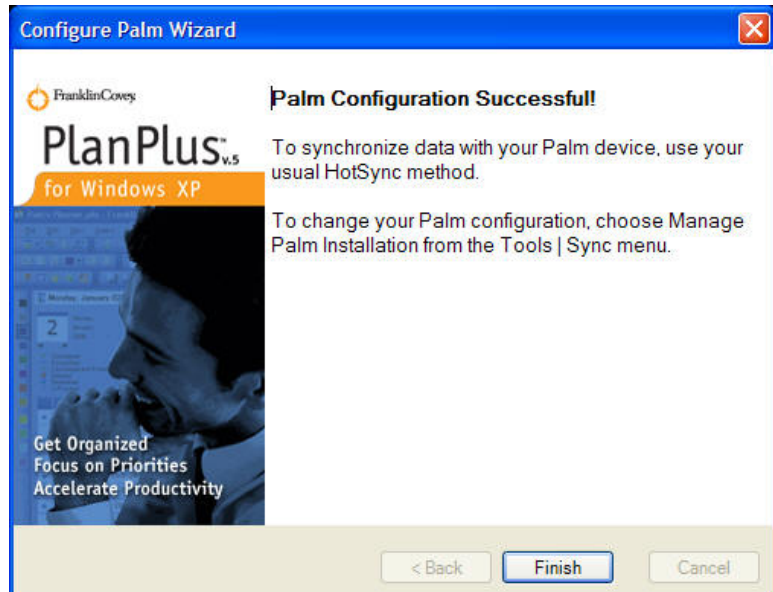 Configure Palm Wizard
FranklinCovey
PlanPlus™ v.5
for Windows XP
2
Get Organized
Focus on Priorities
Accelerate Productivity
Palm Configuration Successful!
To synchronize data with your Palm device, use your
usual HotSync method.
To change your Palm configuration, choose Manage
Palm Installation from the Tools | Sync menu.
< Back
Finish
Cancel